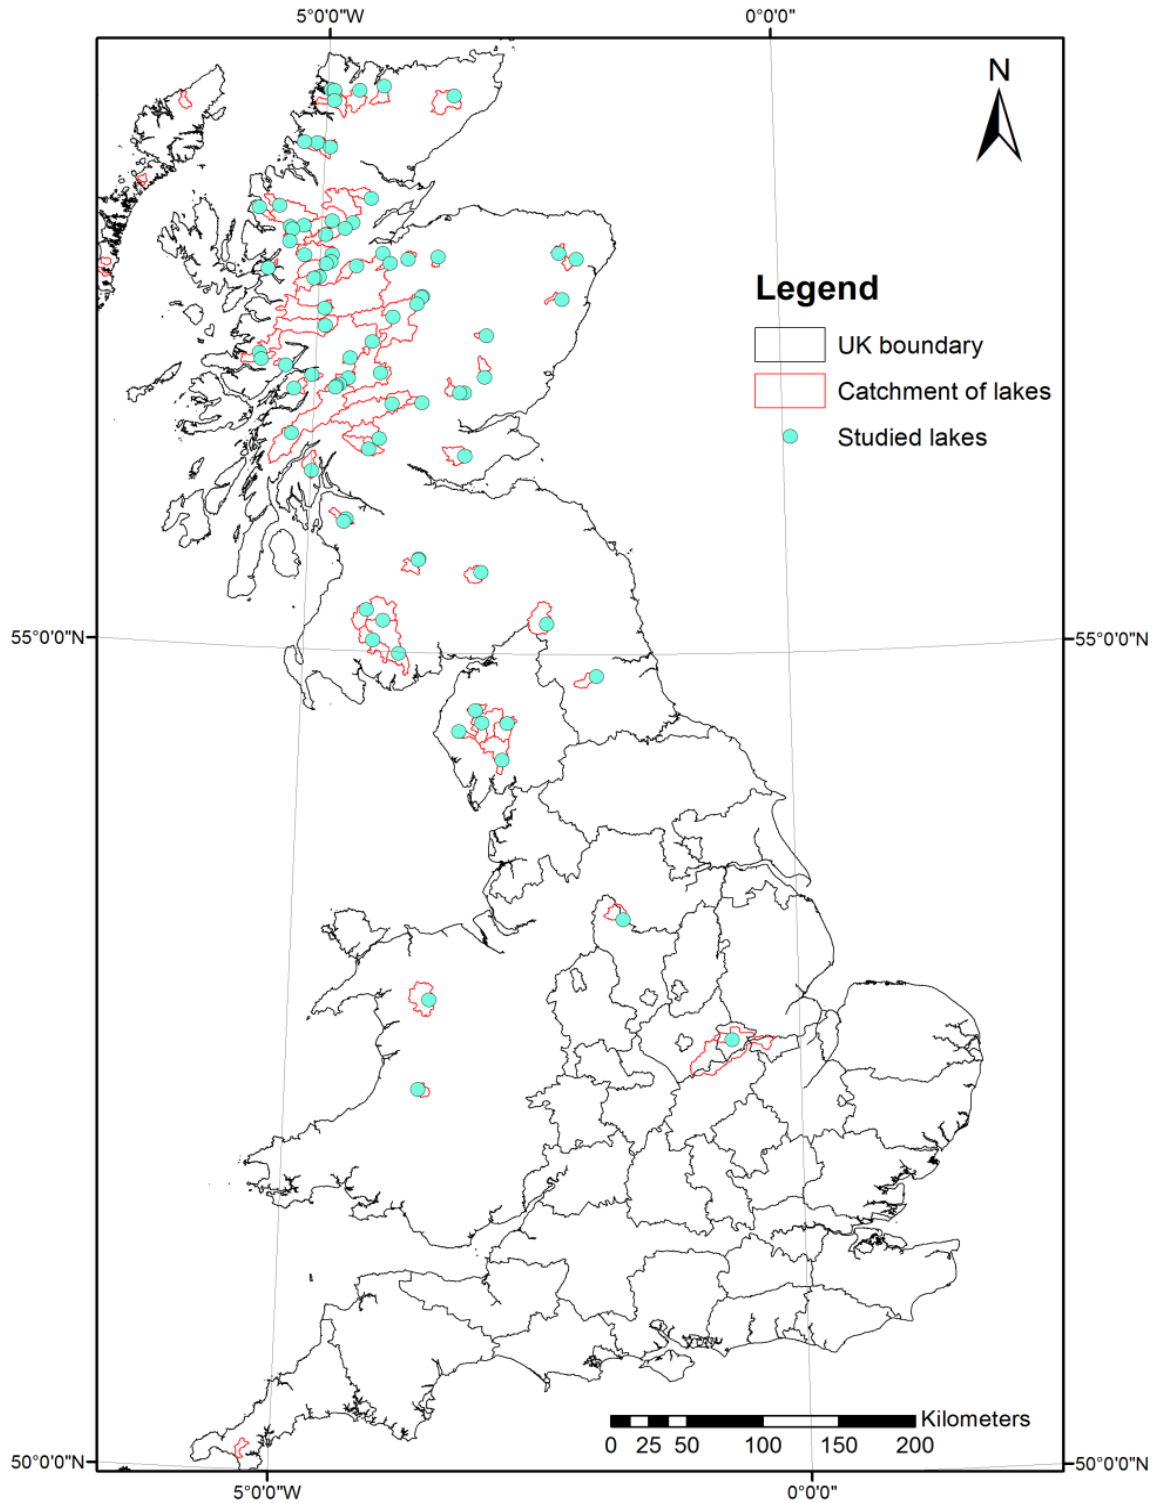 5°0'0"W 0°0'0"
N
Legend
UK boundary
Catchment of lakes
Studied lakes
55°0'0"N 55°0'0"N
Kilometers
0 25 50 100 150 200
50°0'0"N 50°0'0"N
5°0'0"W 0°0'0"